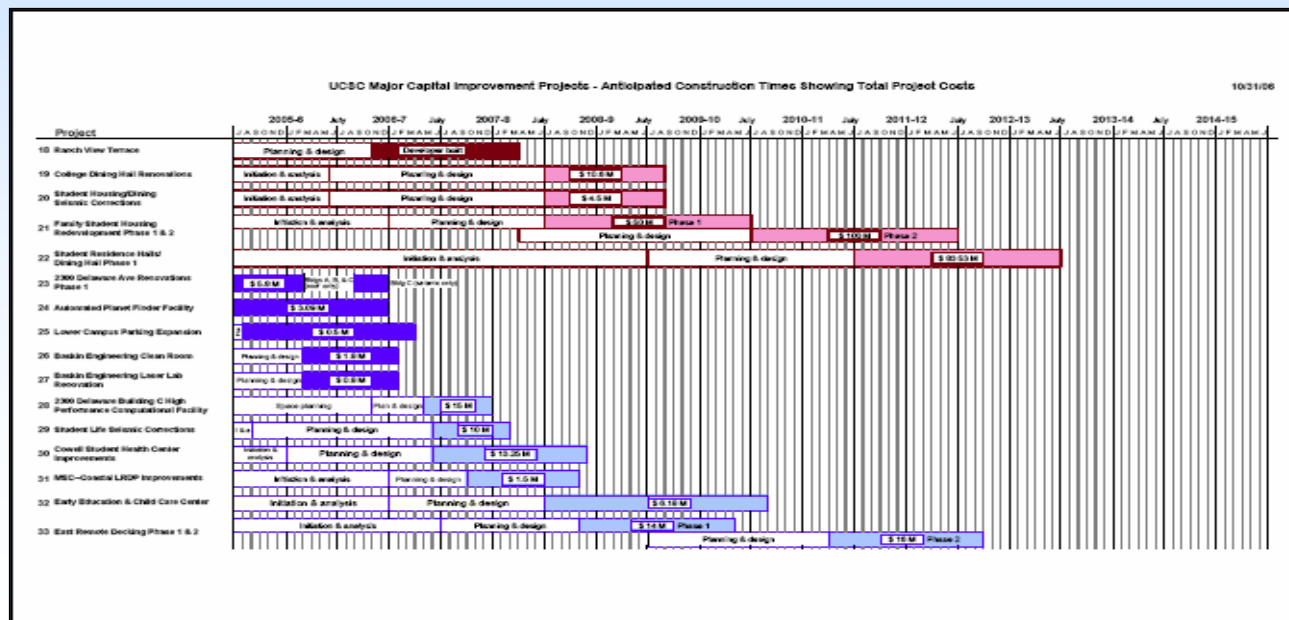 UCSC Major Capital Improvement Projects - Anticipated Construction Times Showing Total Project Costs
10/31/06
2005-6 July 2006-7 July 2007-8 July 2008-9 July 2009-10 July 2010-11 July 2011-12 July 2012-13 July 2013-14 July 2014-15
Project
J A S O N D J F M A M J J A S O N D J F M A M J J A S O N D J F M A M J J A S O N D J F M A M J J A S O N D J F M A M J J A S O N D J F M A M J J A S O N D J F M A M J J A S O N D J F M A M J J A S O N D J F M A M J J A S O N D J F M A M J
18 Ranch View Terrace Planning & design Developer built
19 College Dining Hall Renovations Initiation & analysis Planning & design $ 10.6 M
20 Student Housing/Dining
Seismic Corrections
Initiation & analysis Planning & design $ 4.5 M
21 Family Student Housing
Redevelopment Phase 1 & 2
Initiation & analysis Planning & design Phase 1
Planning & design Phase 2
22 Student Residence Halls/
Dining Hall Phase 1
Initiation & analysis Planning & design
23 2300 Delaware Ave Renovations
Phase 1
24 Automated Planet Finder Facility
25 Lower Campus Parking Expansion $ 0.5 M
26 Baskin Engineering Clean Room Planning & design
27 Baskin Engineering Laser Lab
Renovation
Planning & design
28 2300 Delaware Building C High
Performance Computational Facility
Space planning Plan & design $ 15 M
29 Student Life Seismic Corrections Planning & design $ 10 M
30 Cowell Student Health Center
Improvements
Initiation &
analysis
Planning & design $ 13.25 M
31 MSC--Coastal LRDP Improvements Initiation & analysis Planning & design $ 1.5 M
32 Early Education & Child Care Center Initiation & analysis Planning & design
33 East Remote Decking Phase 1 & 2
Initiation & analysis Planning & design $ 14 M Phase 1
Planning & design Phase 2